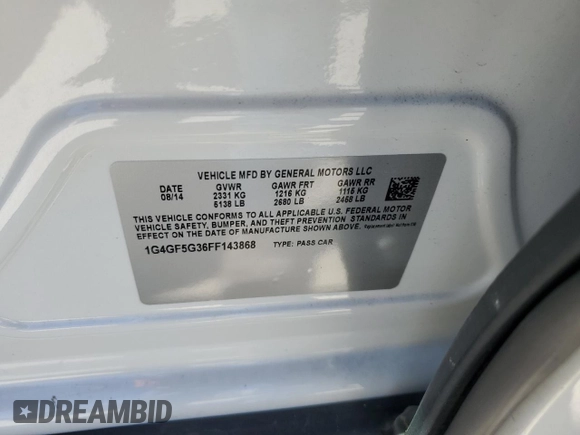 VEHICLE MFD BY GENERAL MOTORS LLC
DATE GVWR GAWR FRT GAWR RR
08/14 2331 KG 1216 KG 1115 KG
5138 LB 2680 LB 2458 LB
THIS VEHICLE CONFORMS TO ALL APPLICABLE U.S. FEDERAL MOTOR
VEHICLE SAFETY, BUMPER, AND THEFT PREVENTION STANDARDS IN
EFFECT ON THE DATE OF MANUFACTURE SHOWN ABOVE.
1G4GF5G36FF143868 TYPE: PASS CAR
DREAMBID